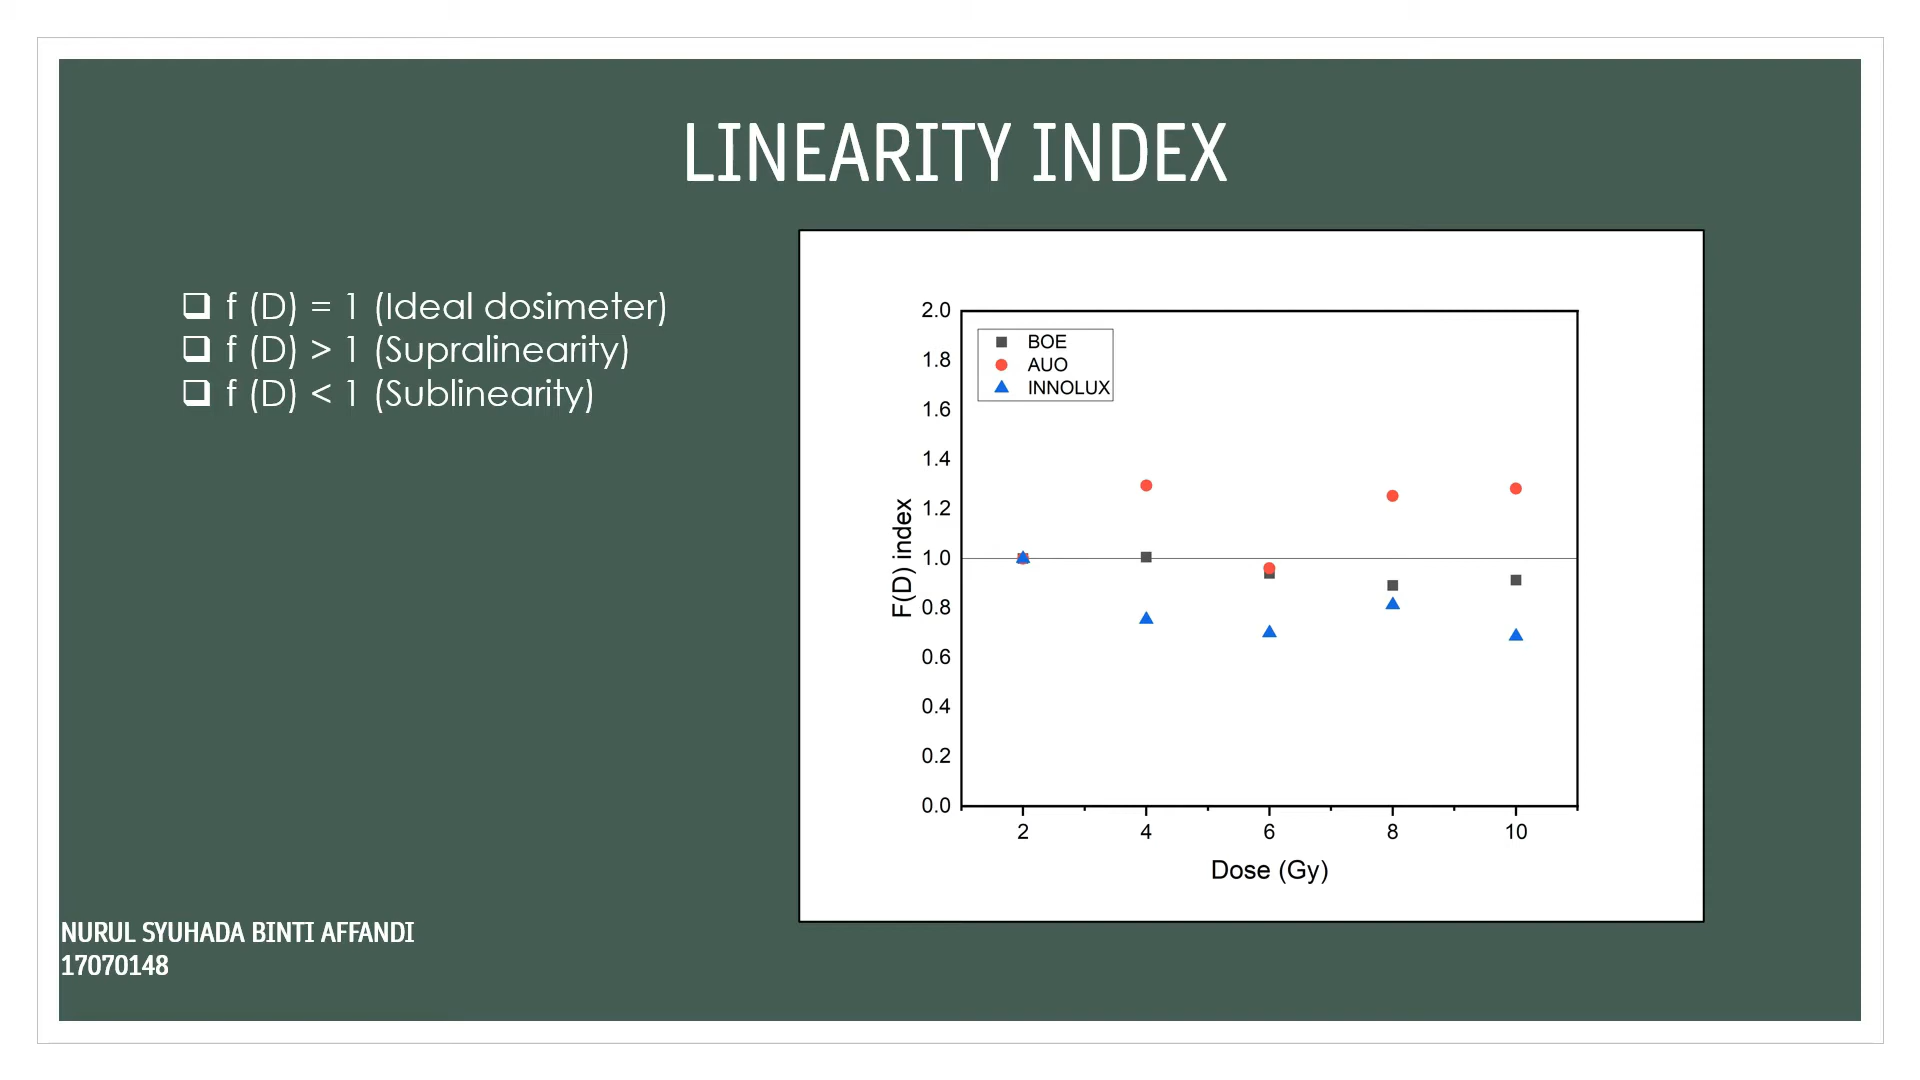 LINEARITY INDEX
❑ f (D) = 1 (Ideal dosimeter)
❑ f (D) > 1 (Supralinearity)
❑ f (D) < 1 (Sublinearity)
BOE
AUO
INNOLUX
2.0
1.8
1.6
1.4
1.2
1.0
0.8
0.6
0.4
0.2
0.0
F(D) index
2 4 6 8 10
Dose (Gy)
NURUL SYUHADA BINTI AFFANDI
17070148